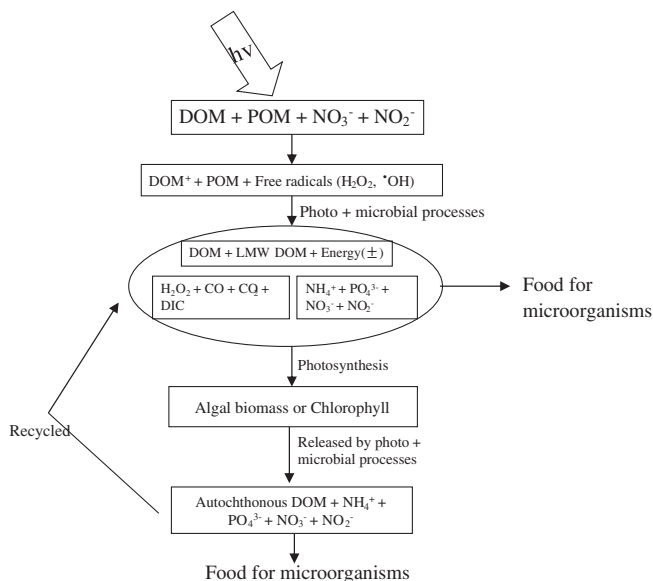 hν
DOM + POM + NO₃⁻ + NO₂⁻
DOM⁺ + POM + Free radicals (H₂O₂, •OH)
Photo + microbial processes
DOM + LMW DOM + Energy(±)
H₂O₂ + CO + CO₂ +
DIC
NH₄⁺ + PO₄³⁻ +
NO₃⁻ + NO₂⁻
Food for
microorganisms
Photosynthesis
Algal biomass or Chlorophyll
Recycled
Released by photo +
microbial processes
Autochthonous DOM + NH₄⁺ +
PO₄³⁻ + NO₃⁻ + NO₂⁻
Food for microorganisms